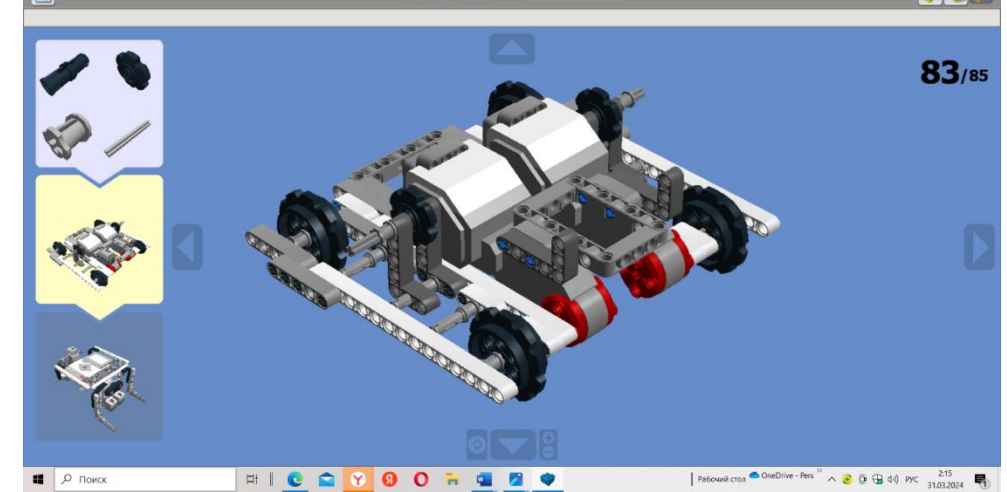 83/85
Поиск
Рабочий стол
OneDrive - Pers
»
РУС
2:15
31.03.2024